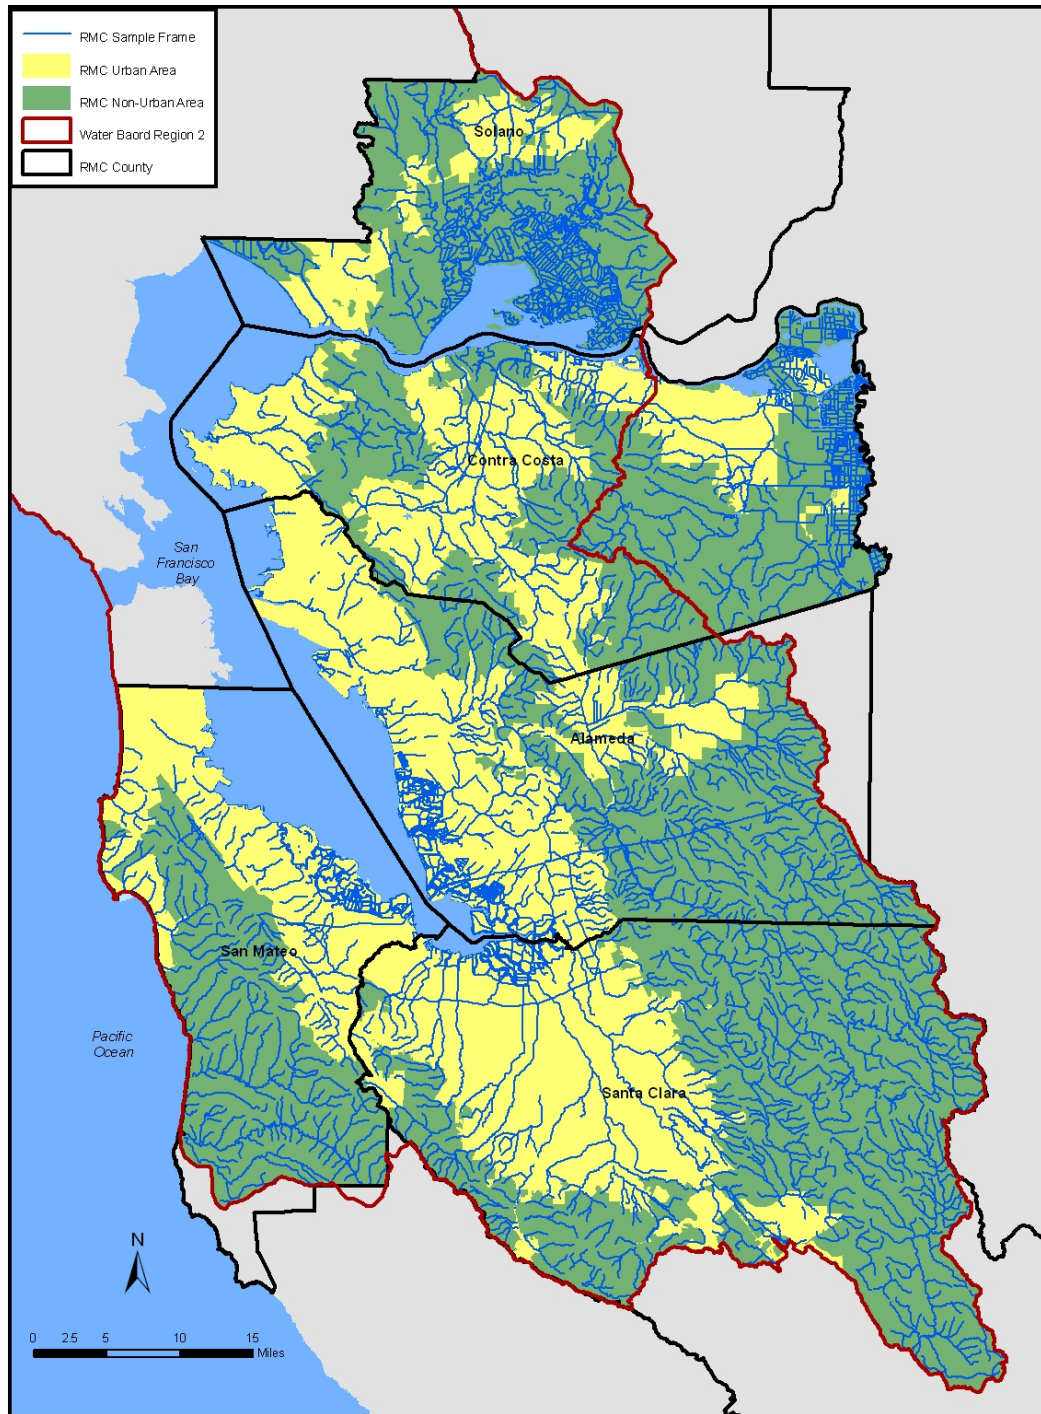 RMC Sample Frame
RMC Urban Area
RMC Non-Urban Area
Water Baord Region 2
RMC County
Solano
Contra Costa
San
Francisco
Bay
Alameda
San Mateo
Pacific
Ocean
Santa Clara
N
0 2.5 5 10 15
Miles